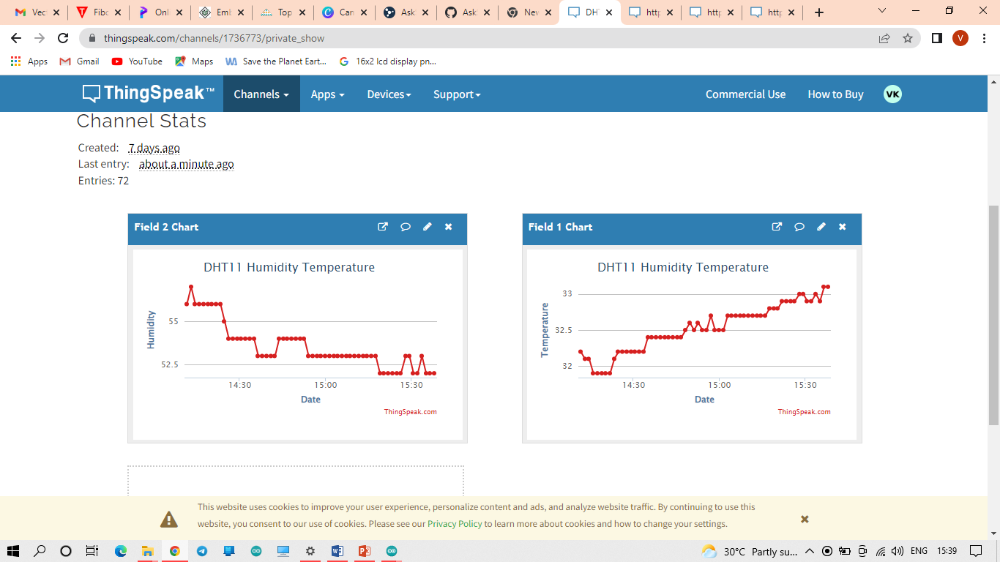 Vect
Fibo
Onli
Emb
Top
Can
Ask
Ask
New
DHT
http
http
http
thingspeak.com/channels/1736773/private_show
V
Apps
Gmail
YouTube
Maps
Save the Planet Eart...
16x2 lcd display pn...
ThingSpeak™
Channels
Apps
Devices
Support
Commercial Use
How to Buy
VK
Channel Stats
Created: 7 days ago
Last entry: about a minute ago
Entries: 72
Field 2 Chart
DHT11 Humidity Temperature
Humidity
55
52.5
14:30 15:00 15:30
Date
ThingSpeak.com
Field 1 Chart
DHT11 Humidity Temperature
Temperature
33
32.5
32
14:30 15:00 15:30
Date
ThingSpeak.com
This website uses cookies to improve your user experience, personalize content and ads, and analyze website traffic. By continuing to use this
website, you consent to our use of cookies. Please see our Privacy Policy to learn more about cookies and how to change your settings.
30°C Partly su...
ENG
15:39